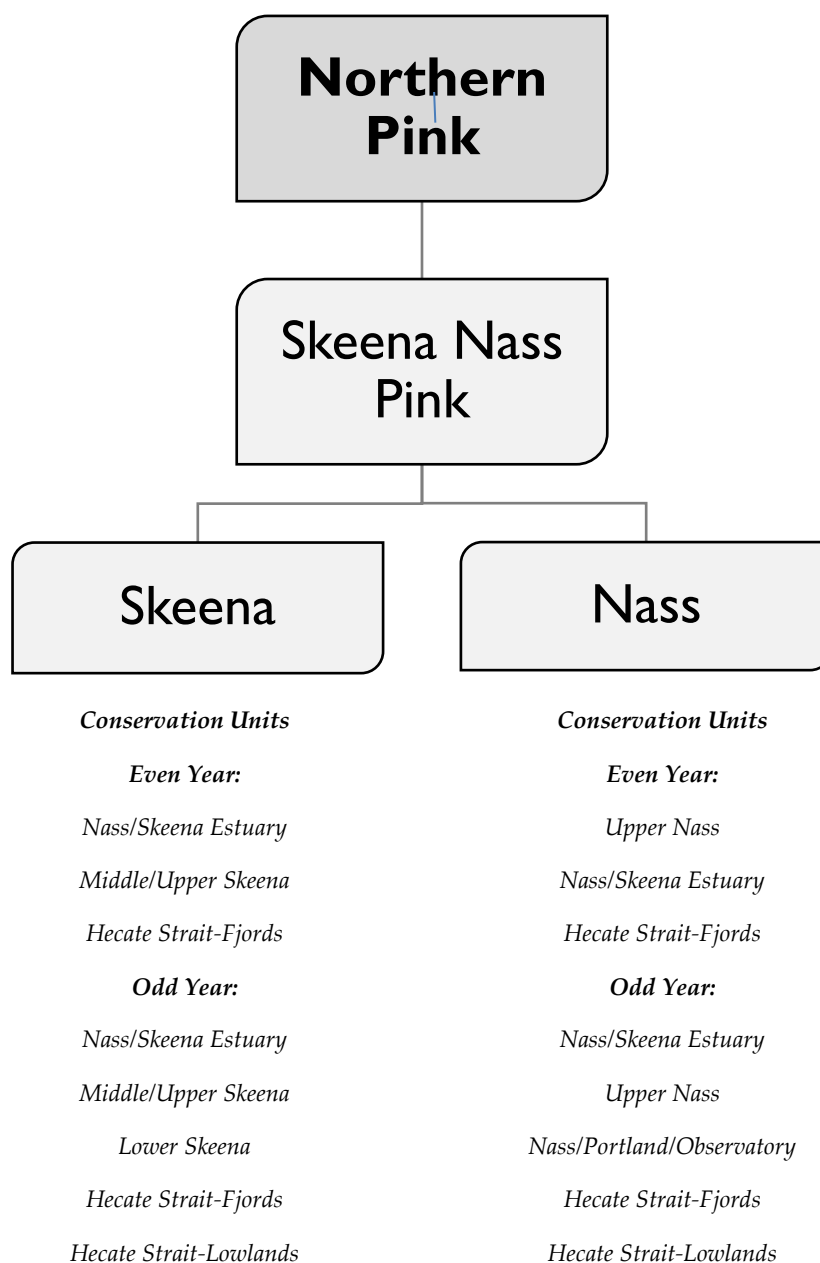 Northern
Pink
Skeena Nass
Pink
Skeena
Conservation Units
Even Year:
Nass/Skeena Estuary
Middle/Upper Skeena
Hecate Strait-Fjords
Odd Year:
Nass/Skeena Estuary
Middle/Upper Skeena
Lower Skeena
Hecate Strait-Fjords
Hecate Strait-Lowlands
Nass
Conservation Units
Even Year:
Upper Nass
Nass/Skeena Estuary
Hecate Strait-Fjords
Odd Year:
Nass/Skeena Estuary
Upper Nass
Nass/Portland/Observatory
Hecate Strait-Fjords
Hecate Strait-Lowlands